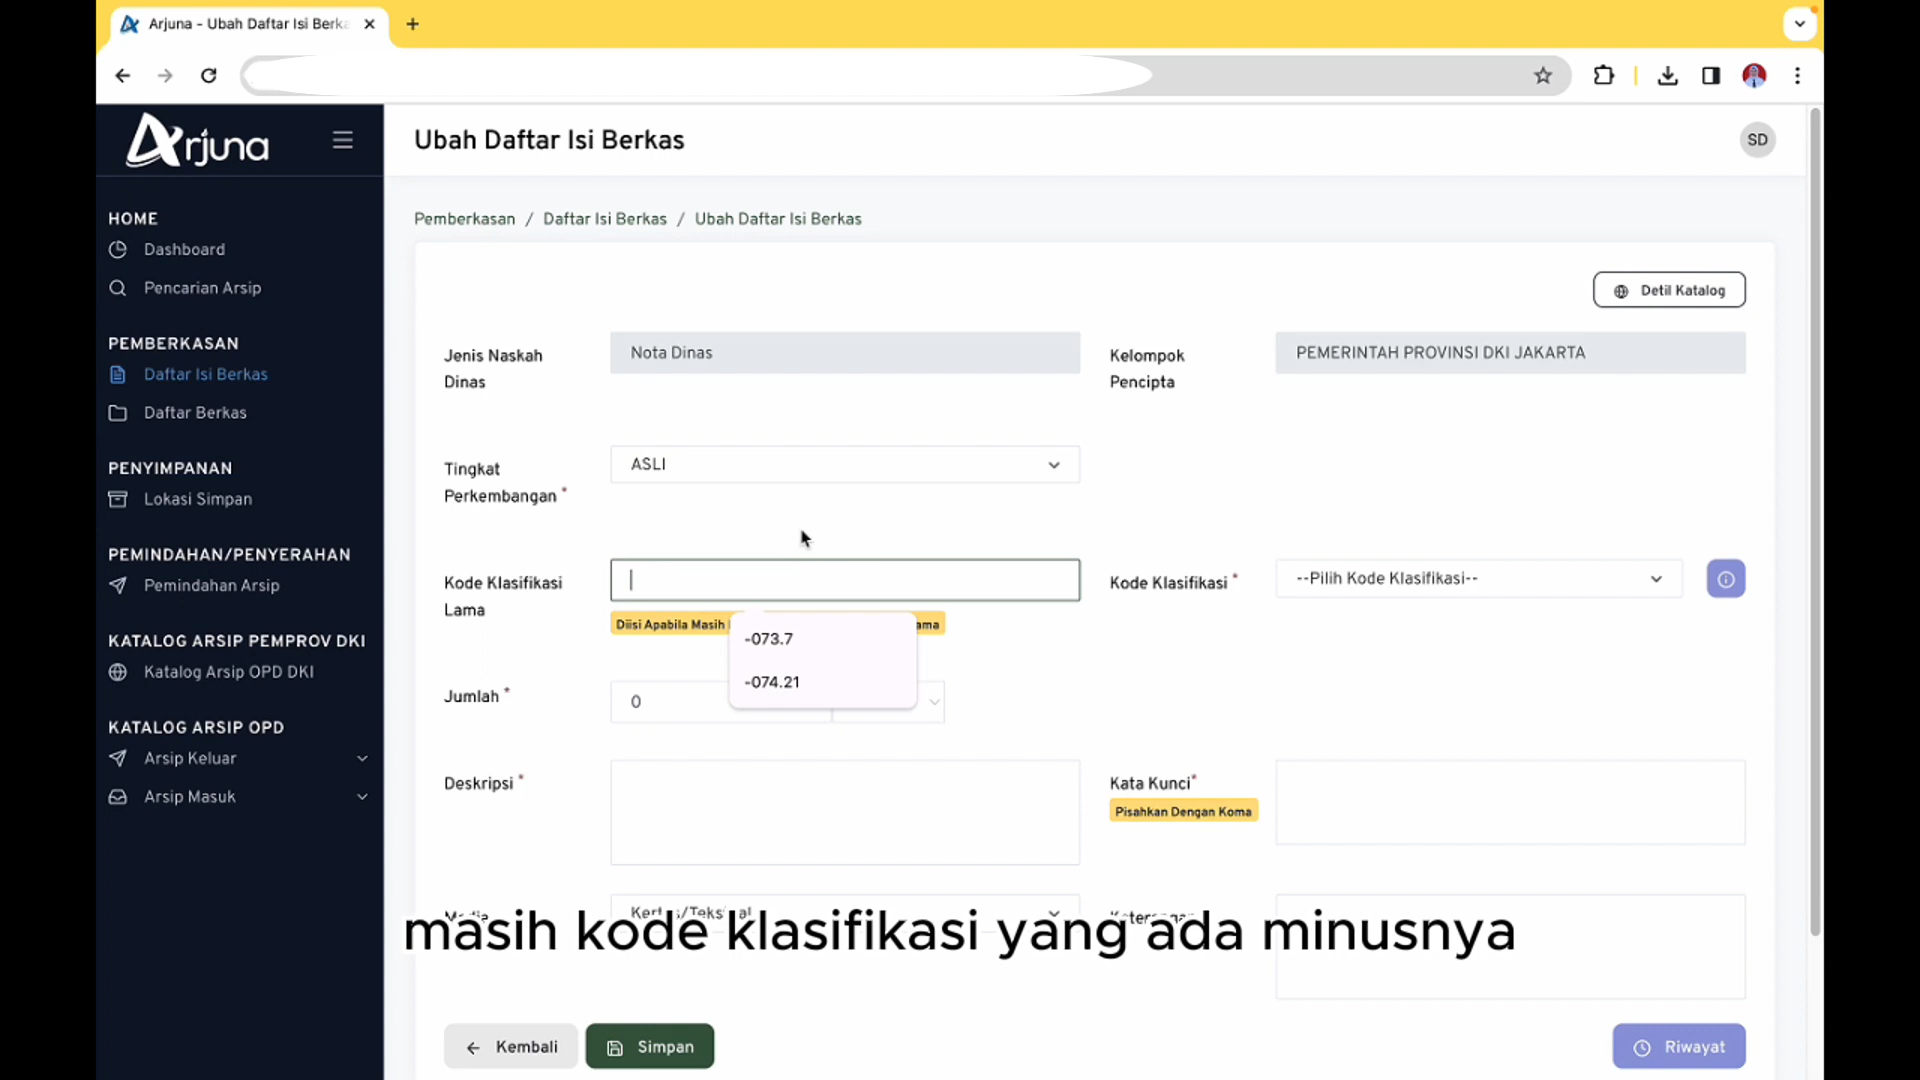 Arjuna - Ubah Daftar Isi Berka
Arjuna
Ubah Daftar Isi Berkas
SD
HOME
Dashboard
Pencarian Arsip
PEMBERKASAN
Daftar Isi Berkas
Daftar Berkas
PENYIMPANAN
Lokasi Simpan
PEMINDAHAN/PENYERAHAN
Pemindahan Arsip
KATALOG ARSIP PEMPROV DKI
Katalog Arsip OPD DKI
KATALOG ARSIP OPD
Arsip Keluar
Arsip Masuk
Pemberkasan / Daftar Isi Berkas / Ubah Daftar Isi Berkas
Detil Katalog
Jenis Naskah
Dinas
Nota Dinas
Kelompok
Pencipta
PEMERINTAH PROVINSI DKI JAKARTA
Tingkat
Perkembangan *
ASLI
Kode Klasifikasi
Lama
Diisi Apabila Masih
ama
-073.7
-074.21
Kode Klasifikasi *
--Pilih Kode Klasifikasi--
Jumlah *
0
Deskripsi *
Kata Kunci*
Pisahkan Dengan Koma
Media
Kertas/Tekstual
Keterangan
masih kode klasifikasi yang ada minusnya
Kembali
Simpan
Riwayat